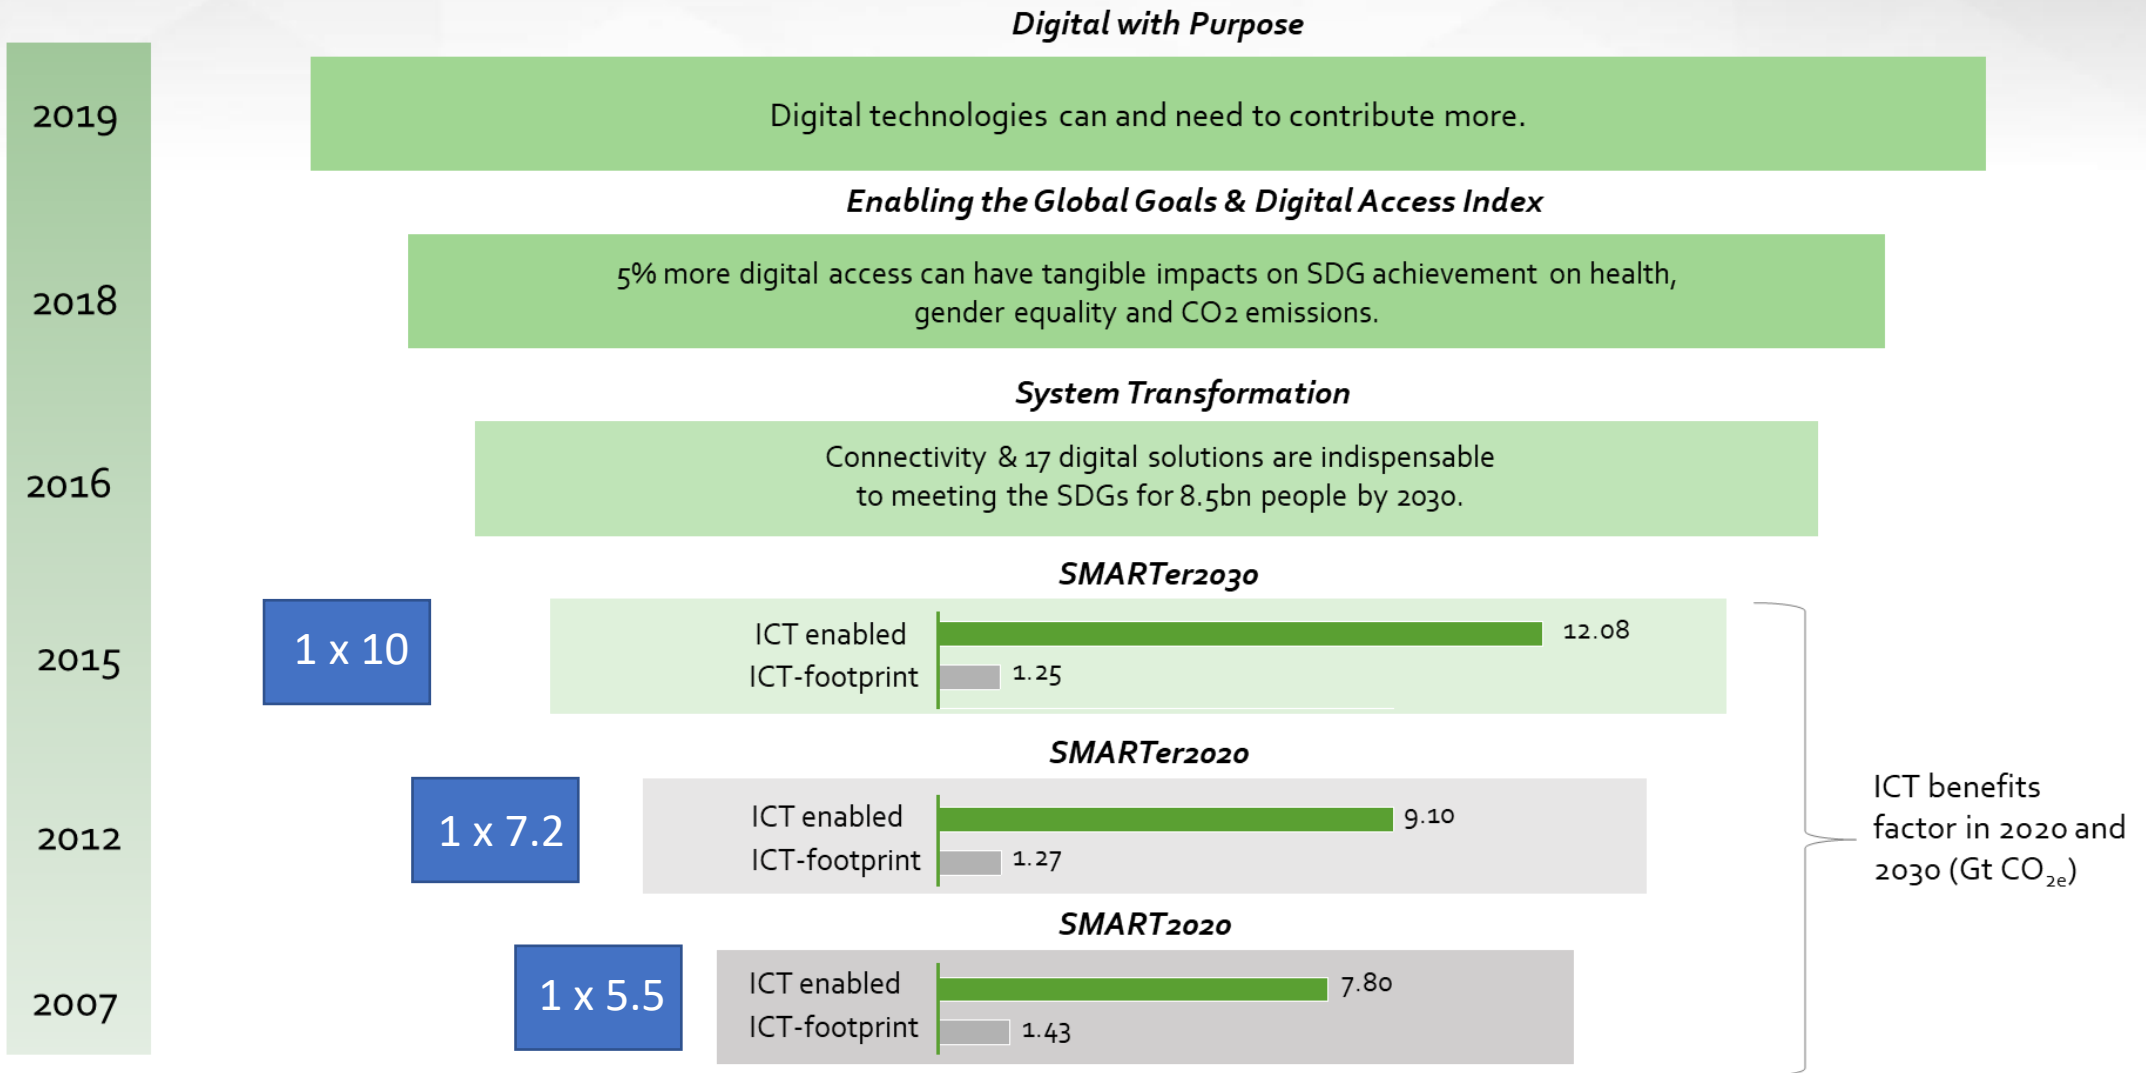 Digital with Purpose
2019
Digital technologies can and need to contribute more.
Enabling the Global Goals & Digital Access Index
2018
5% more digital access can have tangible impacts on SDG achievement on health,
gender equality and CO2 emissions.
System Transformation
2016
Connectivity & 17 digital solutions are indispensable
to meeting the SDGs for 8.5bn people by 2030.
SMARTer2030
2015
1 x 10
ICT enabled 12.08
ICT-footprint 1.25
SMARTer2020
2012
1 x 7.2
ICT enabled 9.10
ICT-footprint 1.27
SMART2020
2007
1 x 5.5
ICT enabled 7.80
ICT-footprint 1.43
ICT benefits
factor in 2020 and
2030 (Gt CO₂ₑ)